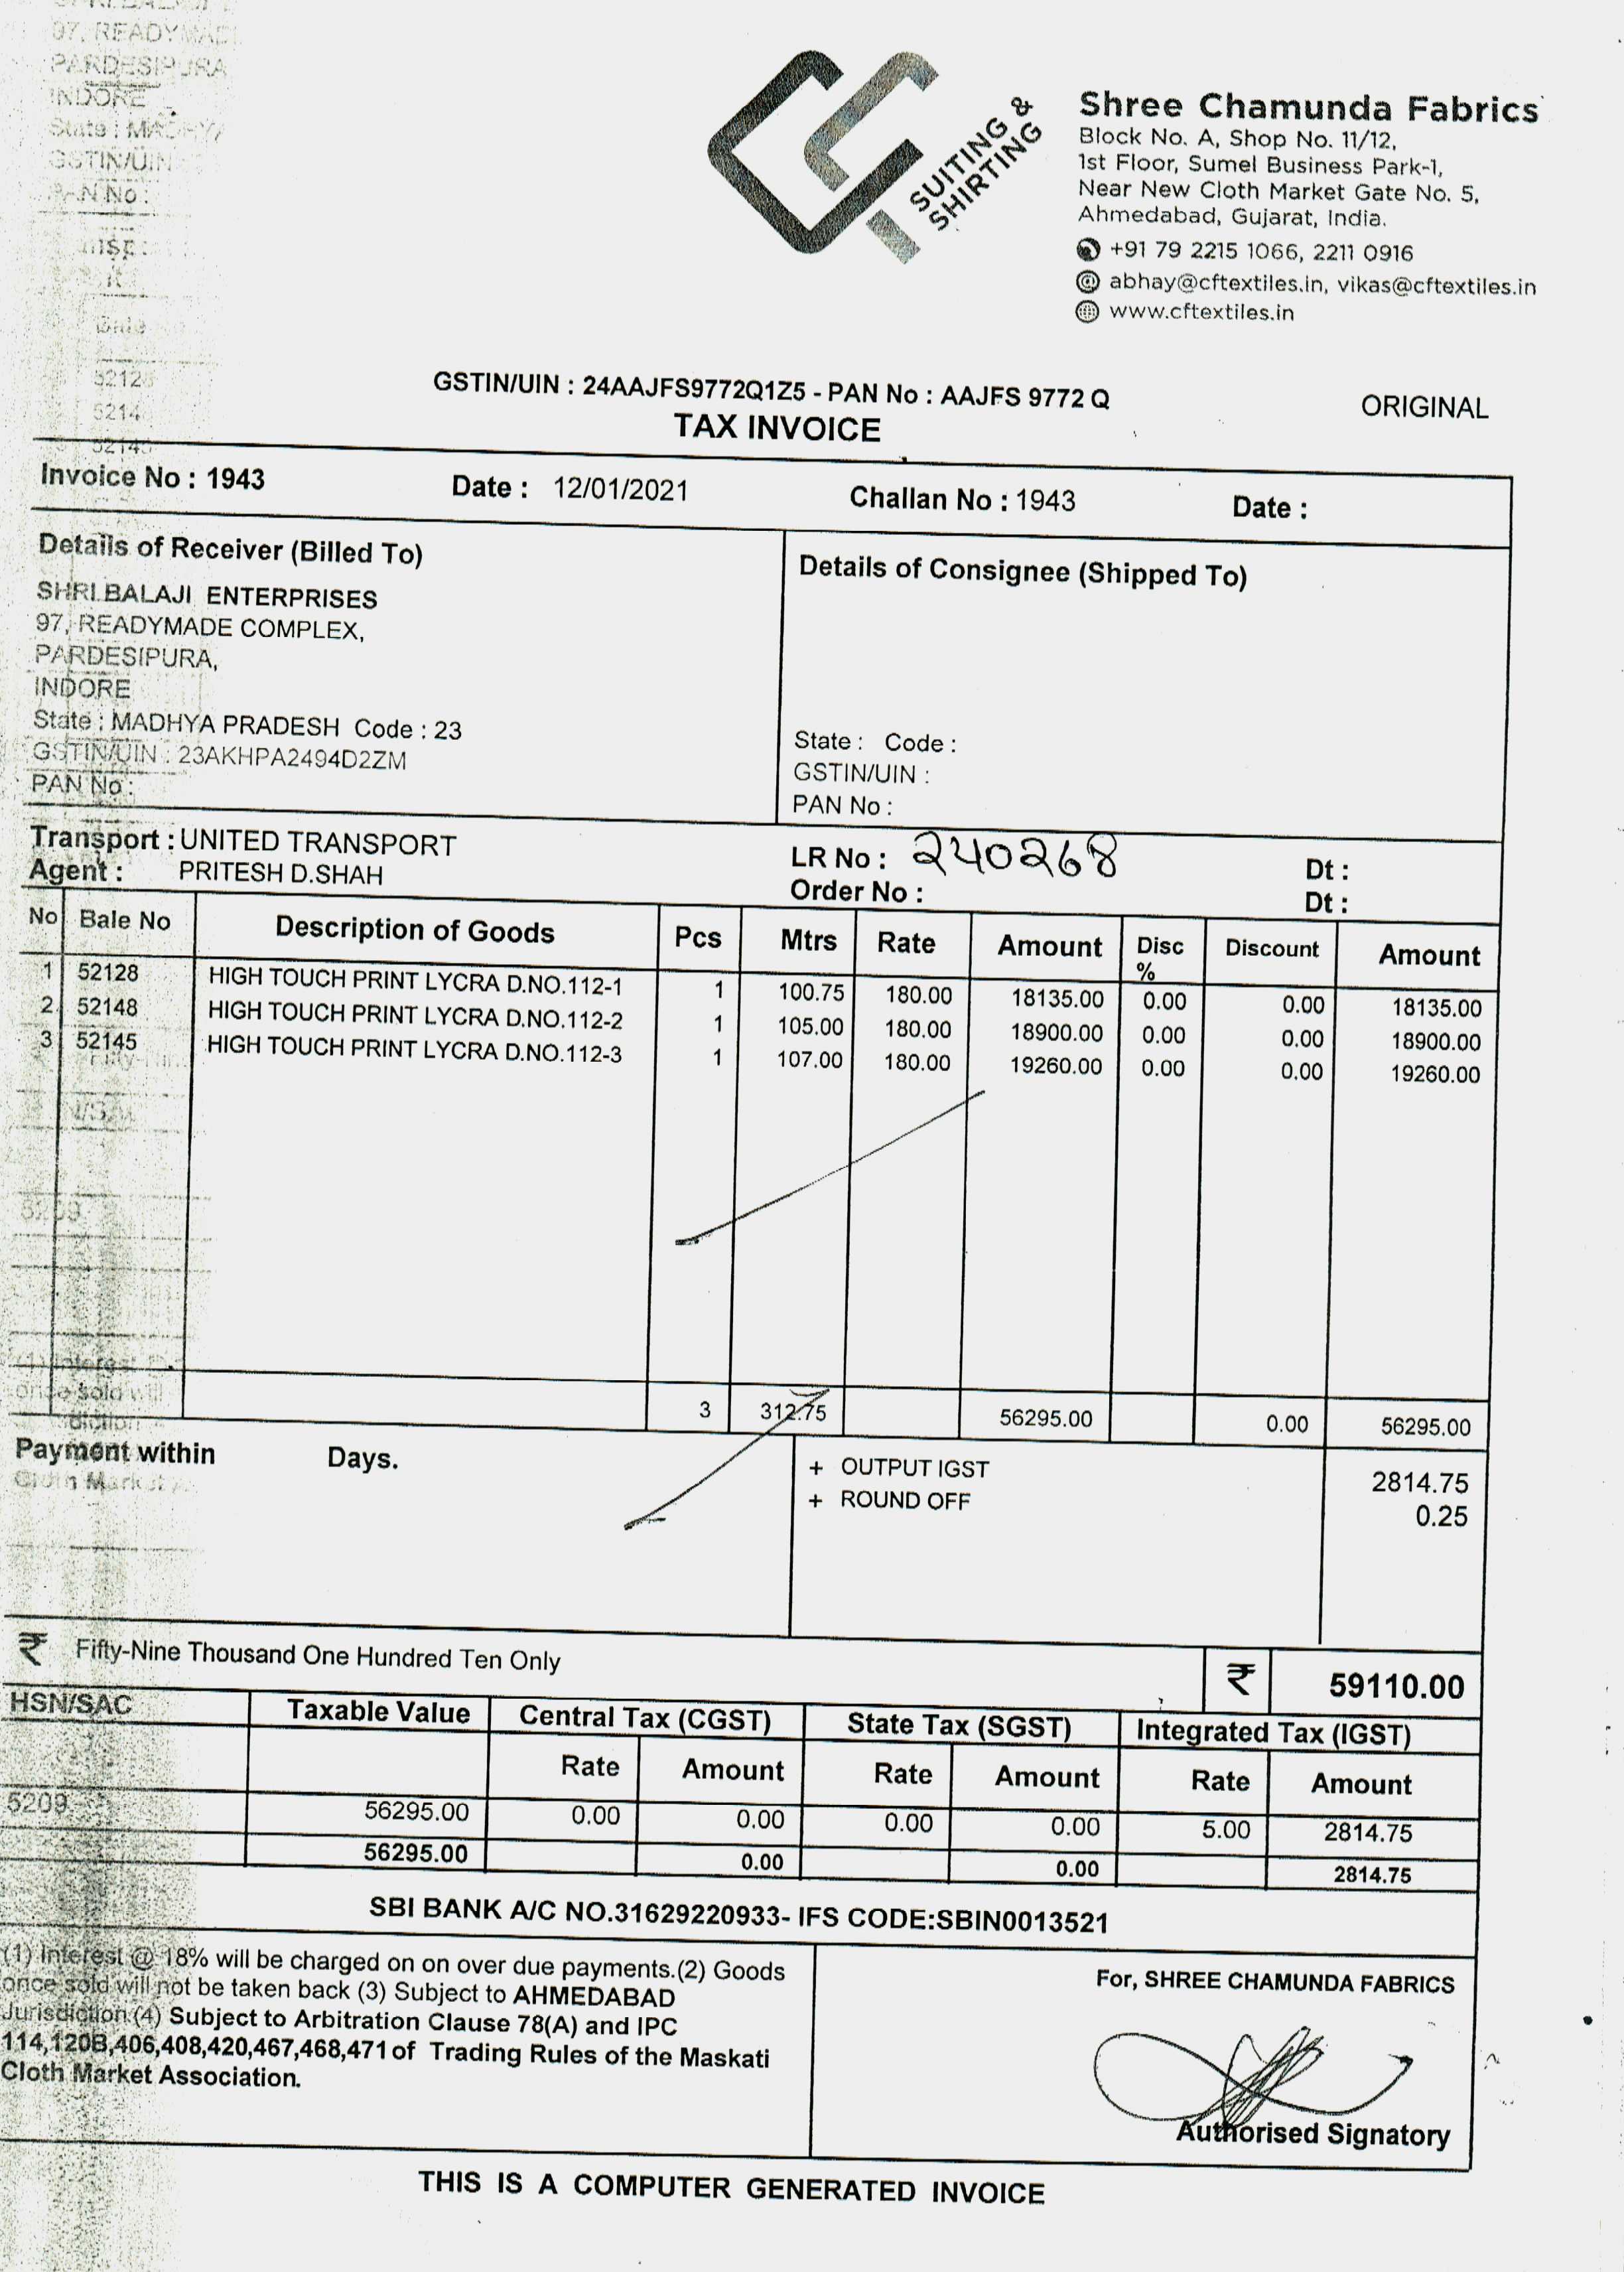 SUITING &
SHIRTING
Shree Chamunda Fabrics
Block No. A, Shop No. 11/12,
1st Floor, Sumel Business Park-1,
Near New Cloth Market Gate No. 5,
Ahmedabad, Gujarat, India.
+91 79 2215 1066, 2211 0916
abhay@cftextiles.in, vikas@cftextiles.in
www.cftextiles.in
97, READYMAD
PARDESIPURA
INDORE
State : MADHYA
GSTIN/UIN
PAN No :
GSTIN/UIN : 24AAJFS9772Q1Z5 - PAN No : AAJFS 9772 Q
ORIGINAL
TAX INVOICE
Invoice No : 1943 Date : 12/01/2021 Challan No : 1943 Date :
Details of Receiver (Billed To)
SHRI.BALAJI ENTERPRISES
97, READYMADE COMPLEX,
PARDESIPURA,
INDORE
State : MADHYA PRADESH Code : 23
GSTIN/UIN : 23AKHPA2494D2ZM
PAN No :
Details of Consignee (Shipped To)
State : Code :
GSTIN/UIN :
PAN No :
Transport : UNITED TRANSPORT
Agent : PRITESH D.SHAH
LR No : 240268 Dt :
Order No : Dt :
No Bale No Description of Goods Pcs Mtrs Rate Amount Disc % Discount Amount
1 52128 HIGH TOUCH PRINT LYCRA D.NO.112-1 1 100.75 180.00 18135.00 0.00 0.00 18135.00
2 52148 HIGH TOUCH PRINT LYCRA D.NO.112-2 1 105.00 180.00 18900.00 0.00 0.00 18900.00
3 52145 HIGH TOUCH PRINT LYCRA D.NO.112-3 1 107.00 180.00 19260.00 0.00 0.00 19260.00
3 312.75 56295.00 0.00 56295.00
Payment within Days.
+ OUTPUT IGST 2814.75
+ ROUND OFF 0.25
₹ Fifty-Nine Thousand One Hundred Ten Only ₹ 59110.00
HSN/SAC Taxable Value Central Tax (CGST) State Tax (SGST) Integrated Tax (IGST)
Rate Amount Rate Amount Rate Amount
5209 56295.00 0.00 0.00 0.00 0.00 5.00 2814.75
56295.00 0.00 0.00 2814.75
SBI BANK A/C NO.31629220933- IFS CODE:SBIN0013521
(1) Interest @ 18% will be charged on on over due payments.(2) Goods
once sold will not be taken back (3) Subject to AHMEDABAD
Jurisdiction.(4) Subject to Arbitration Clause 78(A) and IPC
114,120B,406,408,420,467,468,471 of Trading Rules of the Maskati
Cloth Market Association.
For, SHREE CHAMUNDA FABRICS
Authorised Signatory
THIS IS A COMPUTER GENERATED INVOICE